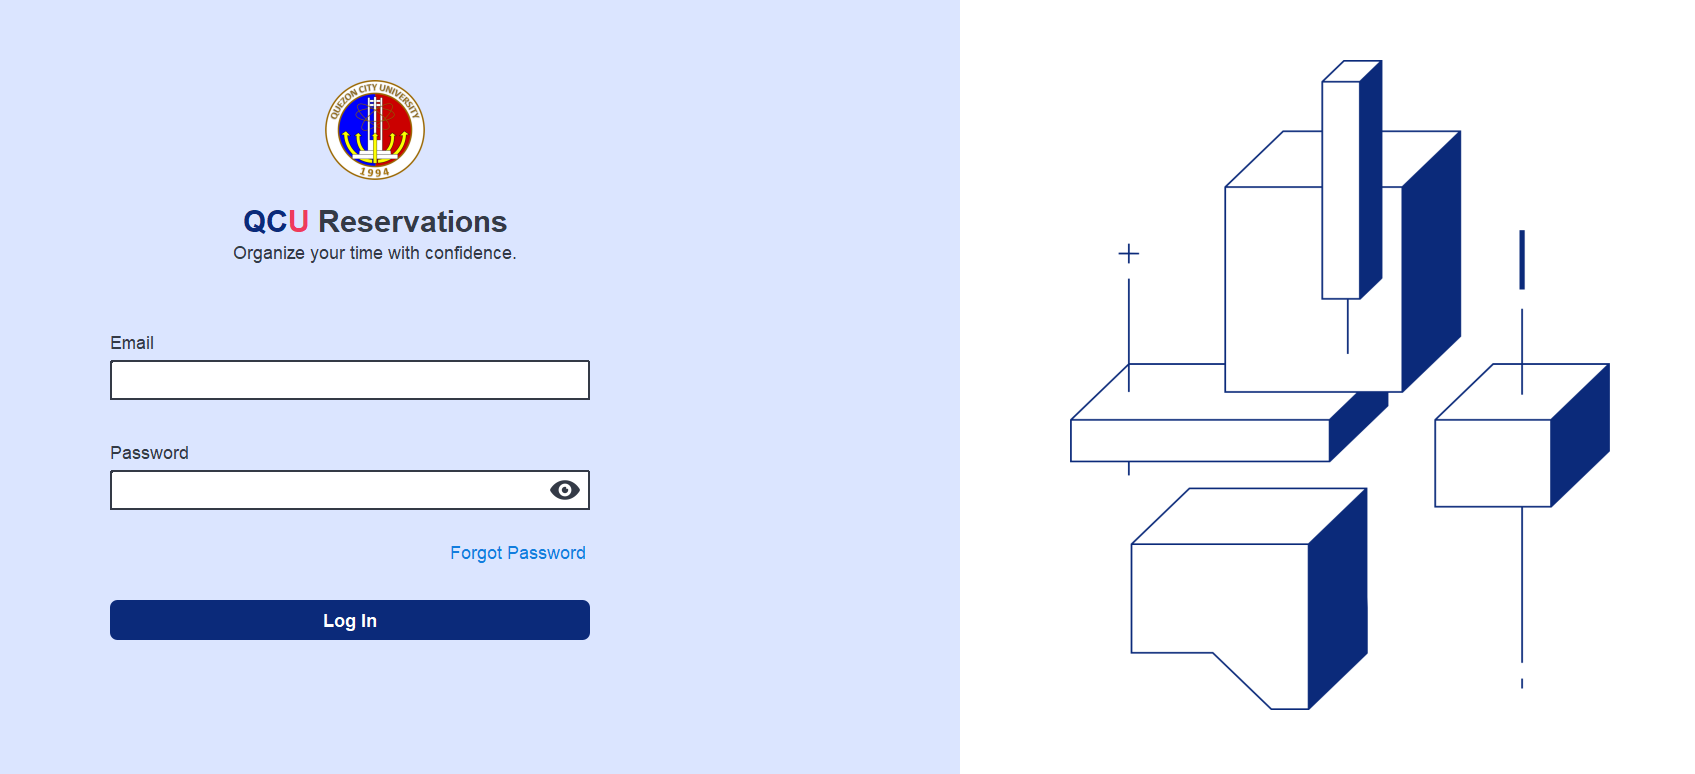 QUEZON CITY UNIVERSITY
1994
QCU Reservations
Organize your time with confidence.
Email
Password
Forgot Password
Log In